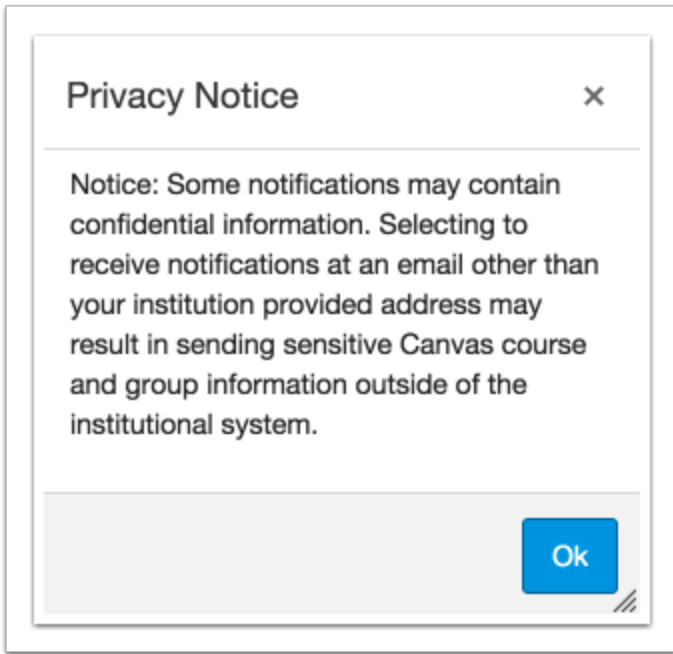 Privacy Notice ×
Notice: Some notifications may contain
confidential information. Selecting to
receive notifications at an email other than
your institution provided address may
result in sending sensitive Canvas course
and group information outside of the
institutional system.
Ok